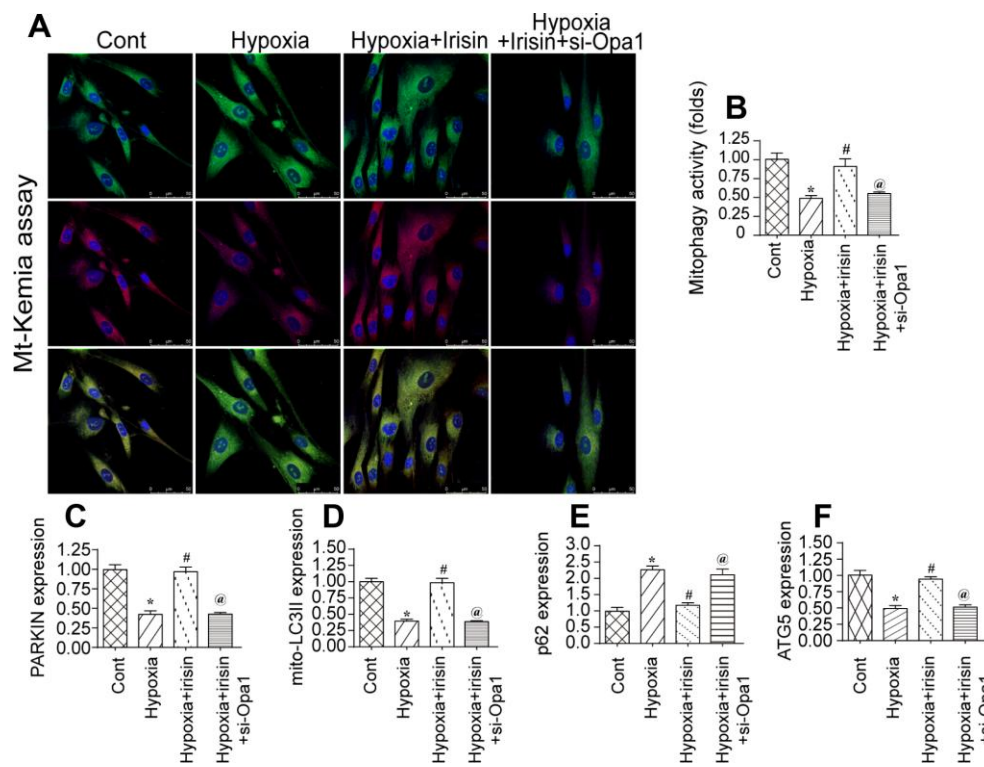 A
Cont
Hypoxia
Hypoxia+Irisin
Hypoxia
+Irisin+si-Opa1
Mt-Kemia assay
B
Mitophagy activity (folds)
1.25
1.00
0.75
0.50
0.25
0
*
#
@
Cont
Hypoxia
Hypoxia+irisin
Hypoxia+irisin
+si-Opa1
C
PARKIN expression
1.25
1.00
0.75
0.50
0.25
0.00
*
#
@
Cont
Hypoxia
Hypoxia+irisin
Hypoxia+irisin
+si-Opa1
D
mito-LC3II expression
1.50
1.25
1.00
0.75
0.50
0.25
0.00
*
#
@
Cont
Hypoxia
Hypoxia+irisin
Hypoxia+irisin
+si-Opa1
E
p62 expression
3.0
2.5
2.0
1.5
1.0
0.5
0.0
*
#
@
Cont
Hypoxia
Hypoxia+irisin
Hypoxia+irisin
+si-Opa1
F
ATG5 expression
1.50
1.25
1.00
0.75
0.50
0.25
0.00
*
#
@
Cont
Hypoxia
Hypoxia+irisin
Hypoxia+irisin
+si-Opa1